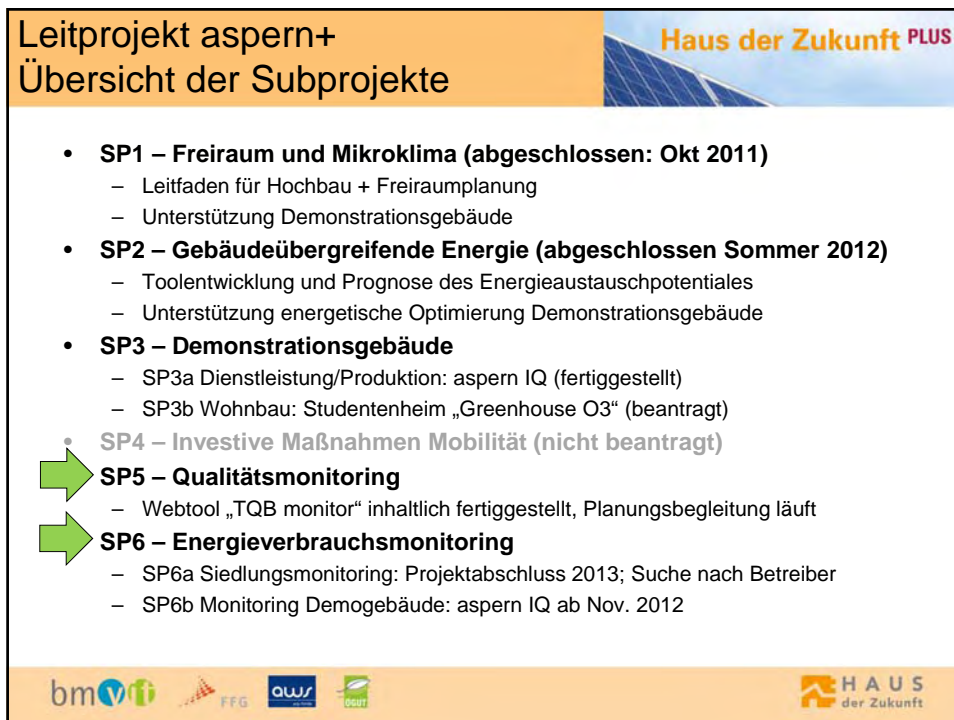 Leitprojekt aspern+
Übersicht der Subprojekte
Haus der Zukunft PLUS
• SP1 – Freiraum und Mikroklima (abgeschlossen: Okt 2011)
– Leitfaden für Hochbau + Freiraumplanung
– Unterstützung Demonstrationsgebäude
• SP2 – Gebäudeübergreifende Energie (abgeschlossen Sommer 2012)
– Toolentwicklung und Prognose des Energieaustauschpotentiales
– Unterstützung energetische Optimierung Demonstrationsgebäude
• SP3 – Demonstrationsgebäude
– SP3a Dienstleistung/Produktion: aspern IQ (fertiggestellt)
– SP3b Wohnbau: Studentenheim „Greenhouse O3“ (beantragt)
• SP4 – Investive Maßnahmen Mobilität (nicht beantragt)
SP5 – Qualitätsmonitoring
– Webtool „TQB monitor“ inhaltlich fertiggestellt, Planungsbegleitung läuft
SP6 – Energieverbrauchsmonitoring
– SP6a Siedlungsmonitoring: Projektabschluss 2013; Suche nach Betreiber
– SP6b Monitoring Demogebäude: aspern IQ ab Nov. 2012
bmvit FFG aws ÖGUT
HAUS
der Zukunft